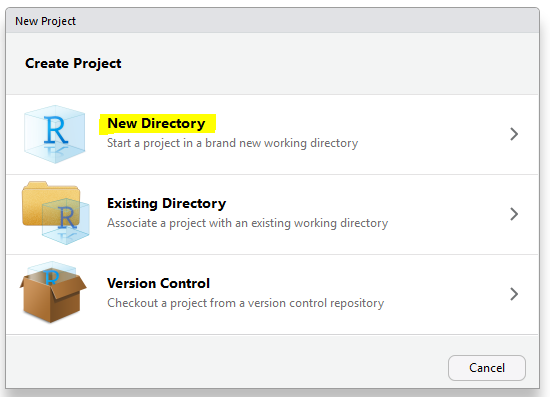 New Project
Create Project
R
New Directory
Start a project in a brand new working directory
R
Existing Directory
Associate a project with an existing working directory
R
Version Control
Checkout a project from a version control repository
Cancel